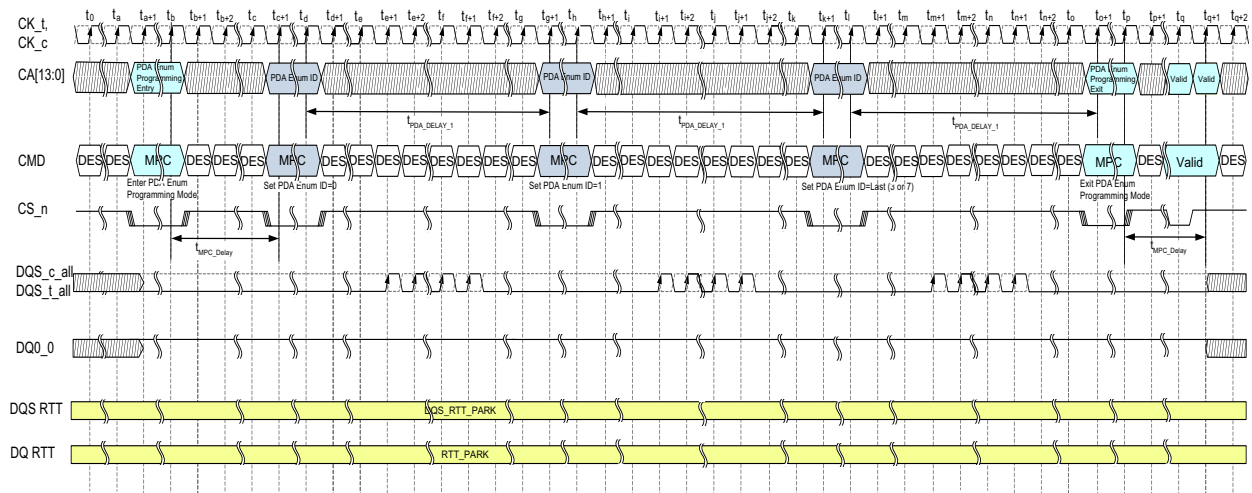 t0 ta ta+1 tb tb+1 tb+2 tc tc+1 td td+1 te te+1 te+2 tf tf+1 tf+2 tg tg+1 th th+1 ti ti+1 ti+2 tj tj+1 tj+2 tk tk+1 tl tl+1 tm tm+1 tm+2 tn tn+1 tn+2 to to+1 tp tp+1 tq tq+1 tq+2
CK_t,
CK_c
CA[13:0]
PDA Enum
Programming
Entry
PDA Enum ID
PDA Enum ID
PDA Enum ID
PDA Enum
Programming
Exit
Valid
Valid
tPDA_DELAY_1
tPDA_DELAY_1
tPDA_DELAY_1
CMD
DES DES MPC DES DES DES MPC DES DES DES DES DES DES DES DES MPC DES DES DES DES DES DES DES DES MPC DES DES DES DES DES DES DES DES MPC DES Valid DES
Enter PDA Enum
Programming Mode
Set PDA Enum ID=0
Set PDA Enum ID=1
Set PDA Enum ID=Last (3 or 7)
Exit PDA Enum
Programming Mode
CS_n
tMPC_Delay
tMPC_Delay
DQS_c_all
DQS_t_all
DQ0_0
DQS RTT
DQS_RTT_PARK
DQ RTT
RTT_PARK